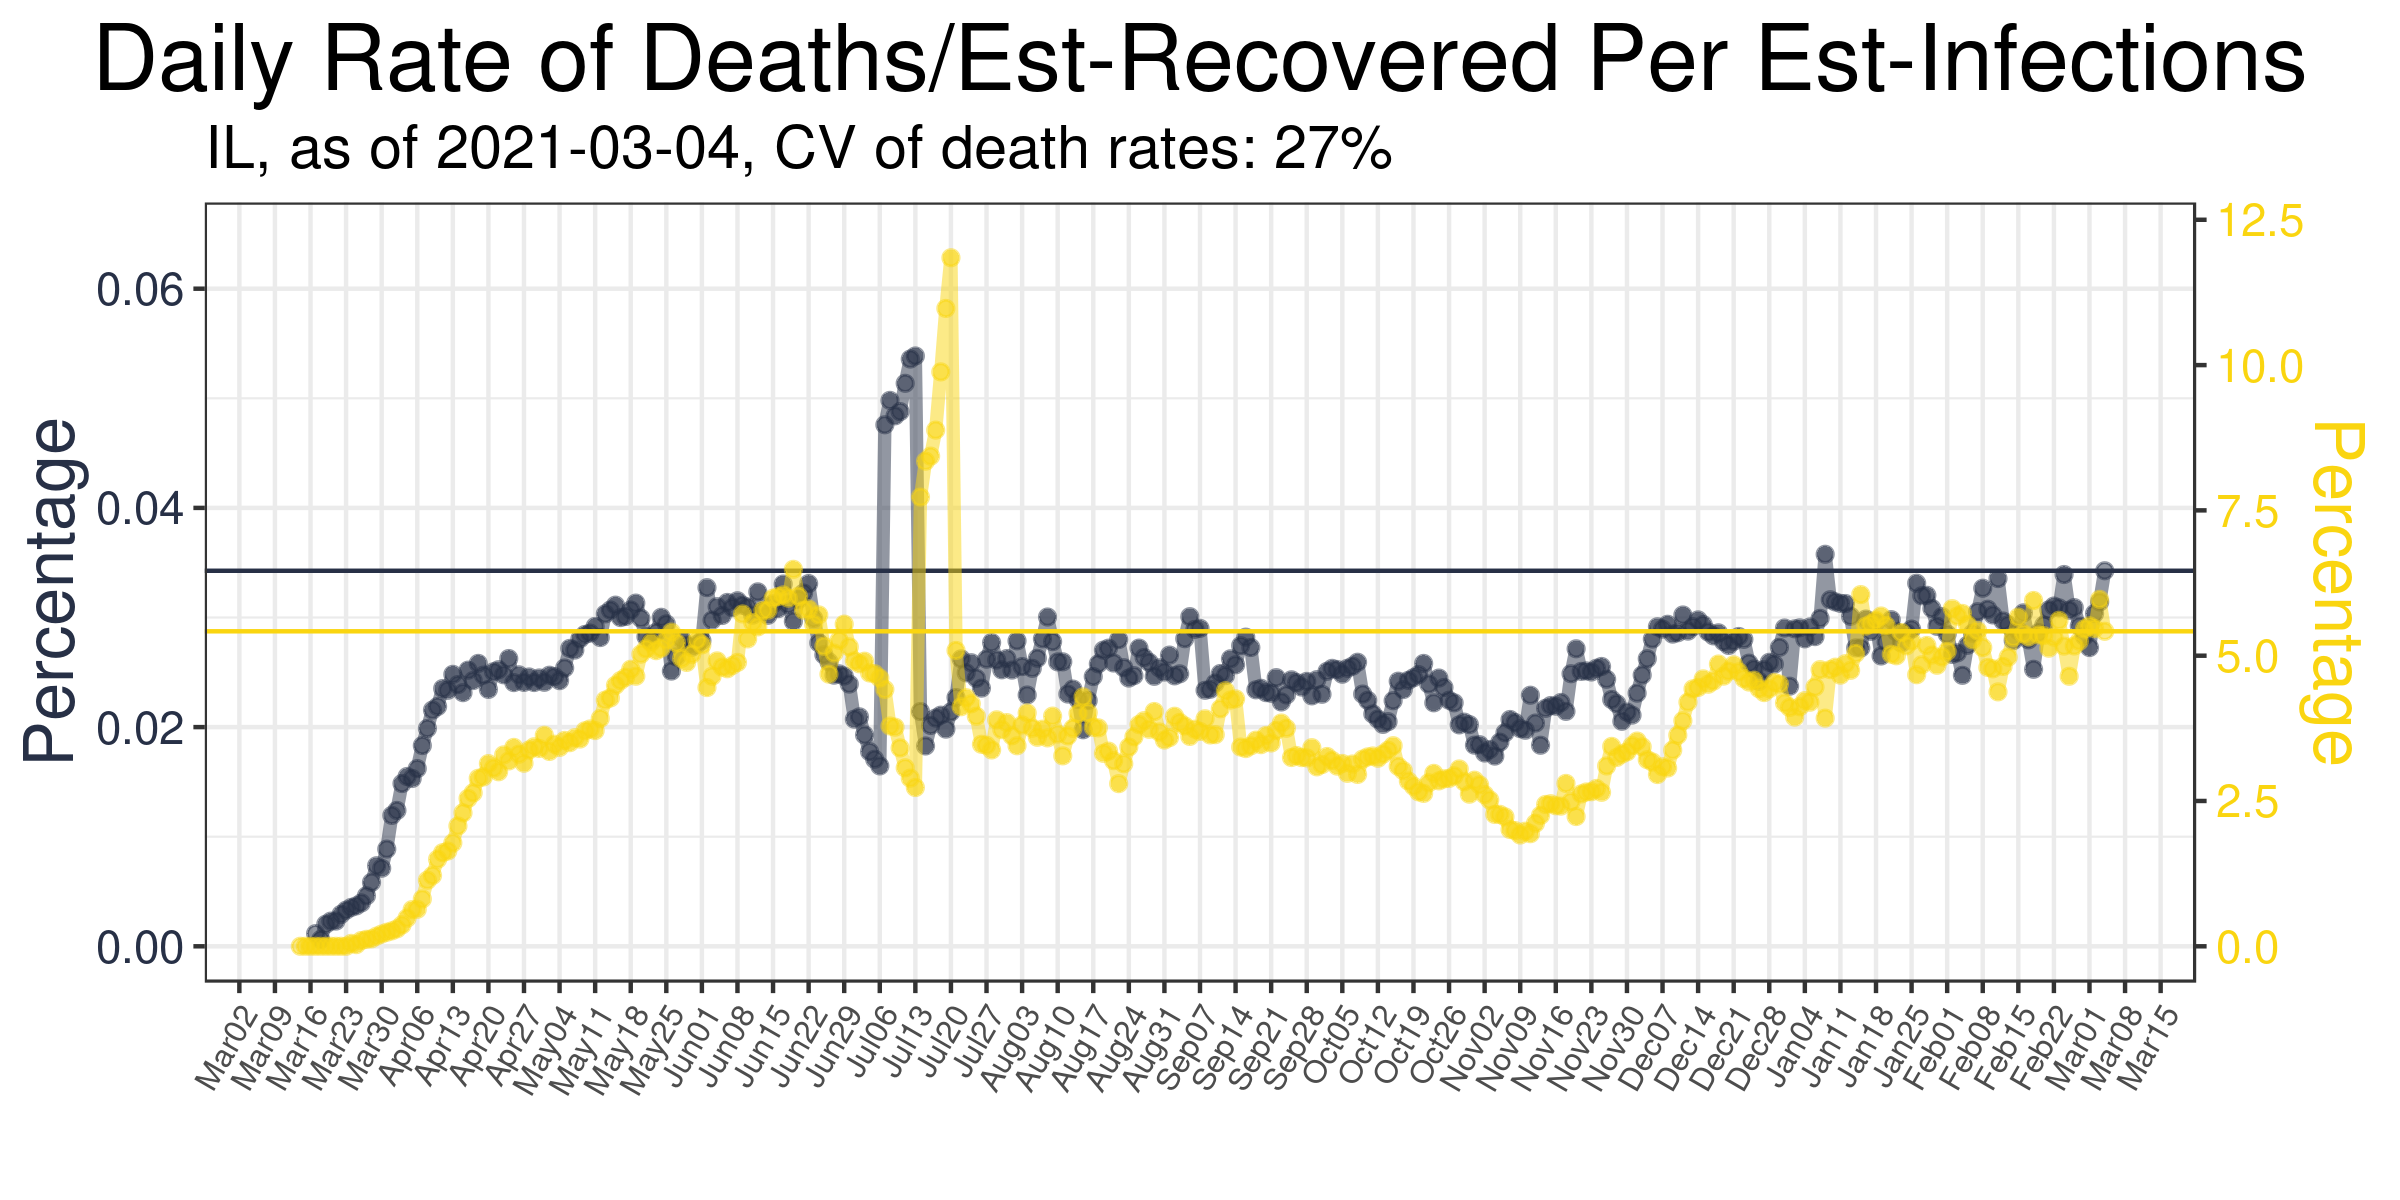 Daily Rate of Deaths/Est-Recovered Per Est-Infections
IL, as of 2021-03-04, CV of death rates: 27%
Percentage
0.06
0.04
0.02
0.00
12.5
10.0
7.5
5.0
2.5
0.0
Percentage
Mar02
Mar09
Mar16
Mar23
Mar30
Apr06
Apr13
Apr20
Apr27
May04
May11
May18
May25
Jun01
Jun08
Jun15
Jun22
Jun29
Jul06
Jul13
Jul20
Jul27
Aug03
Aug10
Aug17
Aug24
Aug31
Sep07
Sep14
Sep21
Sep28
Oct05
Oct12
Oct19
Oct26
Nov02
Nov09
Nov16
Nov23
Nov30
Dec07
Dec14
Dec21
Dec28
Jan04
Jan11
Jan18
Jan25
Feb01
Feb08
Feb15
Feb22
Mar01
Mar08
Mar15